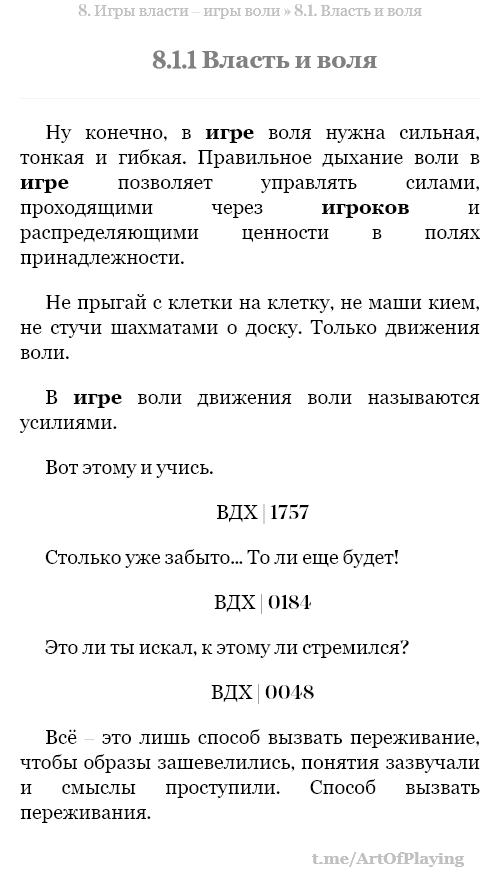 8. Игры власти – игры воли » 8.1. Власть и воля
8.1.1 Власть и воля
Ну конечно, в игре воля нужна сильная,
тонкая и гибкая. Правильное дыхание воли в
игре позволяет управлять силами,
проходящими через игроков и
распределяющими ценности в полях
принадлежности.
Не прыгай с клетки на клетку, не маши кием,
не стучи шахматами о доску. Только движения
воли.
В игре воли движения воли называются
усилиями.
Вот этому и учись.
ВДХ | 1757
Столько уже забыто... То ли еще будет!
ВДХ | 0184
Это ли ты искал, к этому ли стремился?
ВДХ | 0048
Всё – это лишь способ вызвать переживание,
чтобы образы зашевелились, понятия зазвучали
и смыслы проступили. Способ вызвать
переживания.
t.me/ArtOfPlaying